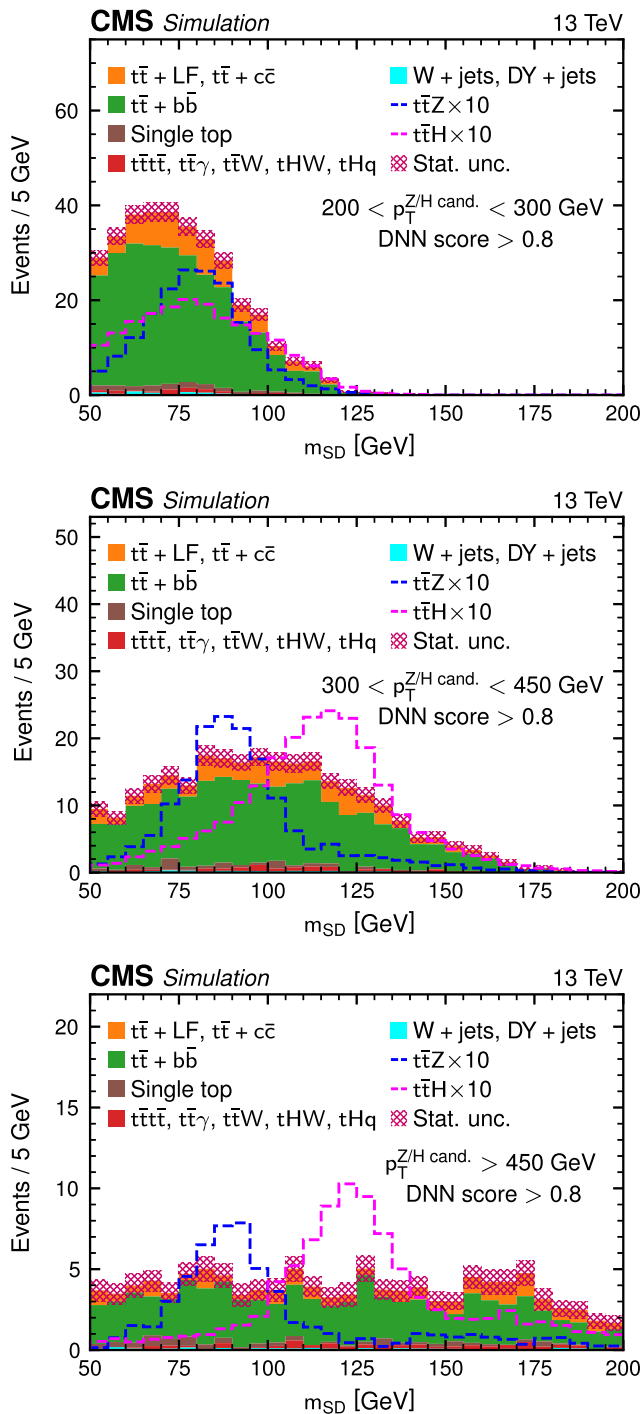 CMS Simulation 13 TeV
tt̄ + LF, tt̄ + cc̄ W + jets, DY + jets
tt̄ + bb̄ tt̄Z×10
Single top tt̄H×10
tt̄tt̄, tt̄γ, tt̄W, tHW, tHq Stat. unc.
200 < p_T^{Z/H cand.} < 300 GeV
DNN score > 0.8
Events / 5 GeV
60
40
20
0
50 75 100 125 150 175 200
m_SD [GeV]
CMS Simulation 13 TeV
tt̄ + LF, tt̄ + cc̄ W + jets, DY + jets
tt̄ + bb̄ tt̄Z×10
Single top tt̄H×10
tt̄tt̄, tt̄γ, tt̄W, tHW, tHq Stat. unc.
300 < p_T^{Z/H cand.} < 450 GeV
DNN score > 0.8
Events / 5 GeV
50
40
30
20
10
0
50 75 100 125 150 175 200
m_SD [GeV]
CMS Simulation 13 TeV
tt̄ + LF, tt̄ + cc̄ W + jets, DY + jets
tt̄ + bb̄ tt̄Z×10
Single top tt̄H×10
tt̄tt̄, tt̄γ, tt̄W, tHW, tHq Stat. unc.
p_T^{Z/H cand.} > 450 GeV
DNN score > 0.8
Events / 5 GeV
20
15
10
5
0
50 75 100 125 150 175 200
m_SD [GeV]